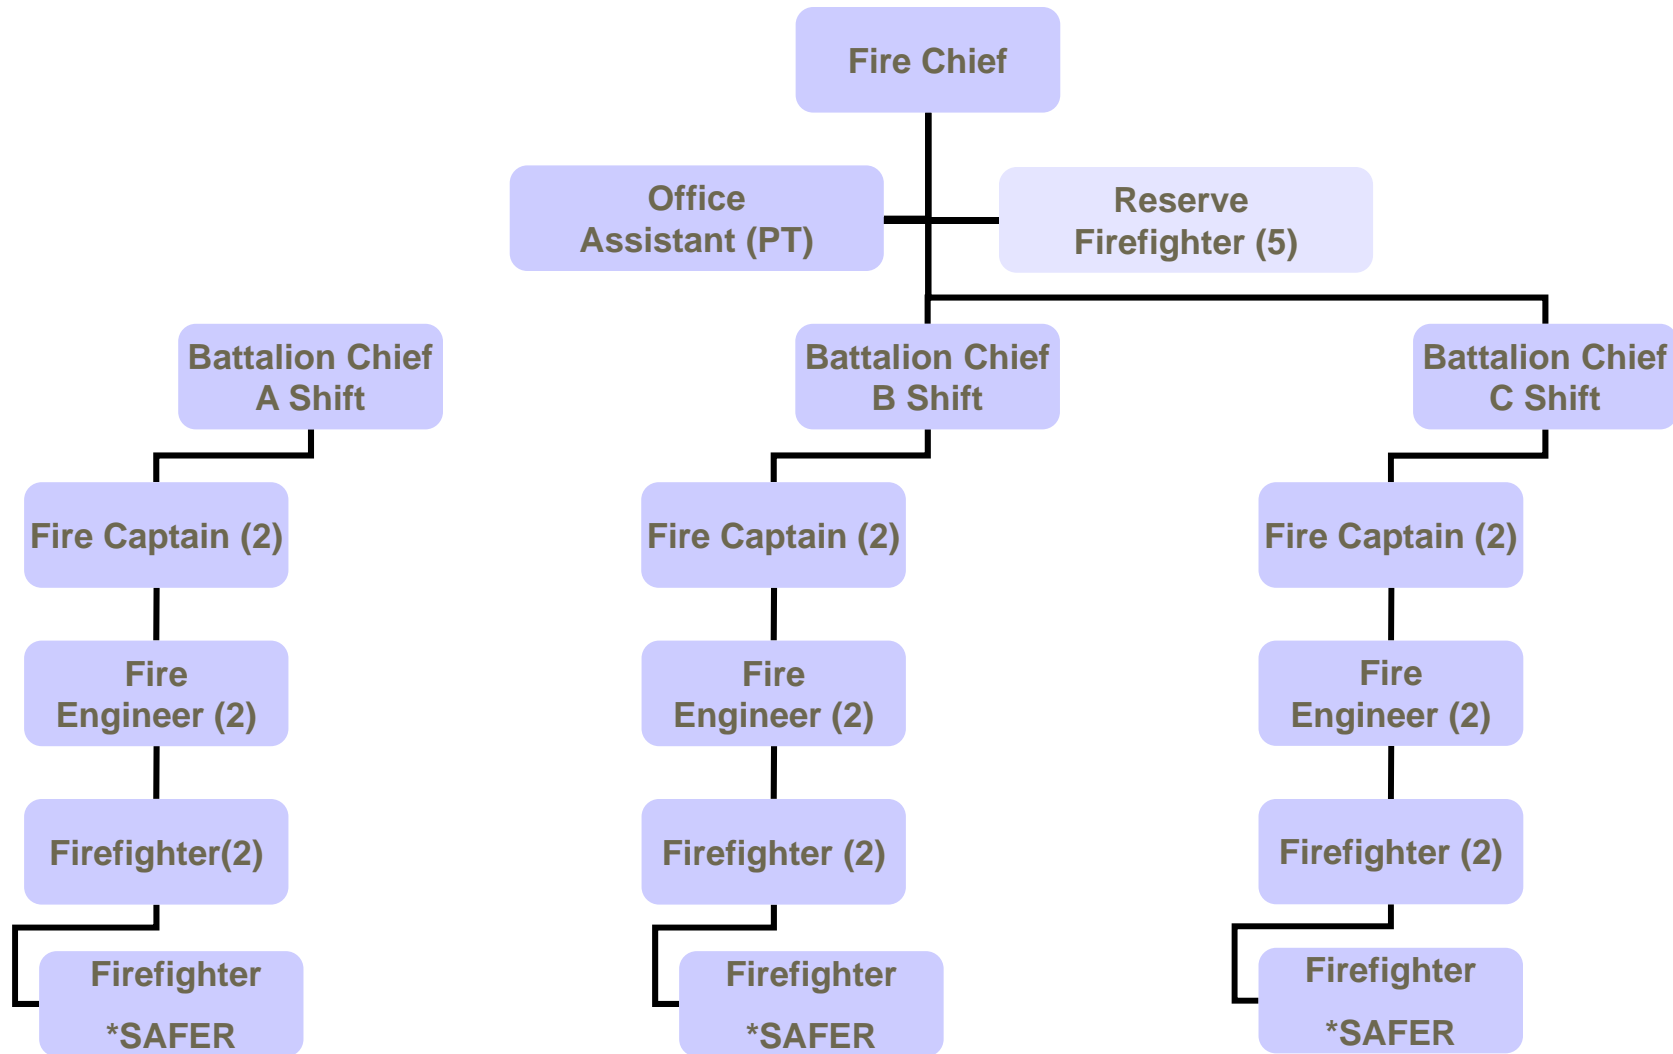 Fire Chief
Office
Assistant (PT)
Reserve
Firefighter (5)
Battalion Chief
A Shift
Battalion Chief
B Shift
Battalion Chief
C Shift
Fire Captain (2)
Fire Captain (2)
Fire Captain (2)
Fire
Engineer (2)
Fire
Engineer (2)
Fire
Engineer (2)
Firefighter(2)
Firefighter (2)
Firefighter (2)
Firefighter
*SAFER
Firefighter
*SAFER
Firefighter
*SAFER